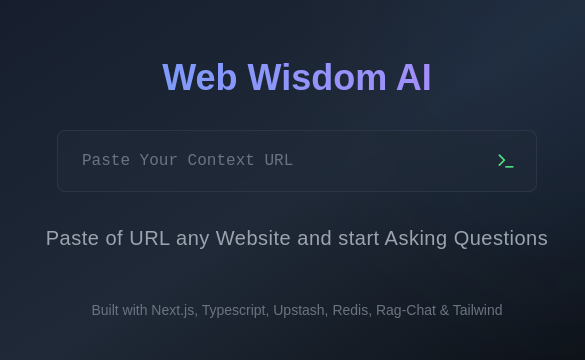 Web Wisdom AI
Paste Your Context URL
Paste of URL any Website and start Asking Questions
Built with Next.js, Typescript, Upstash, Redis, Rag-Chat & Tailwind